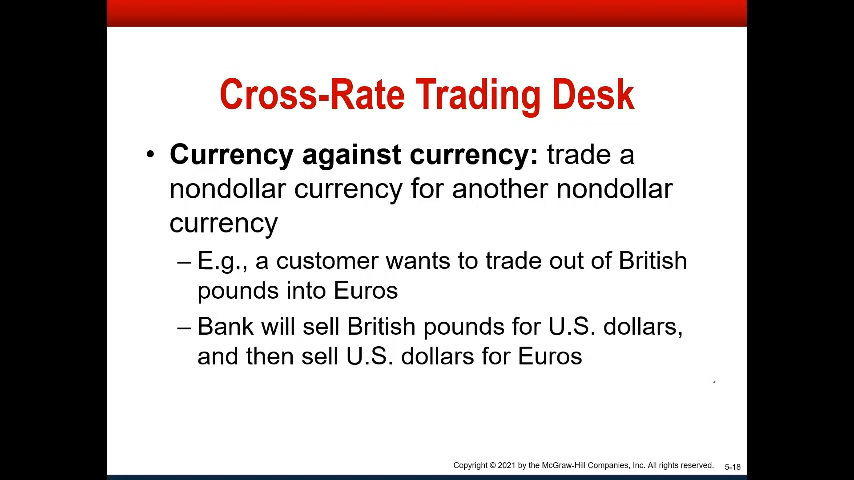 Cross-Rate Trading Desk
• Currency against currency: trade a
nondollar currency for another nondollar
currency
– E.g., a customer wants to trade out of British
pounds into Euros
– Bank will sell British pounds for U.S. dollars,
and then sell U.S. dollars for Euros
Copyright © 2021 by the McGraw-Hill Companies, Inc. All rights reserved.
5-18